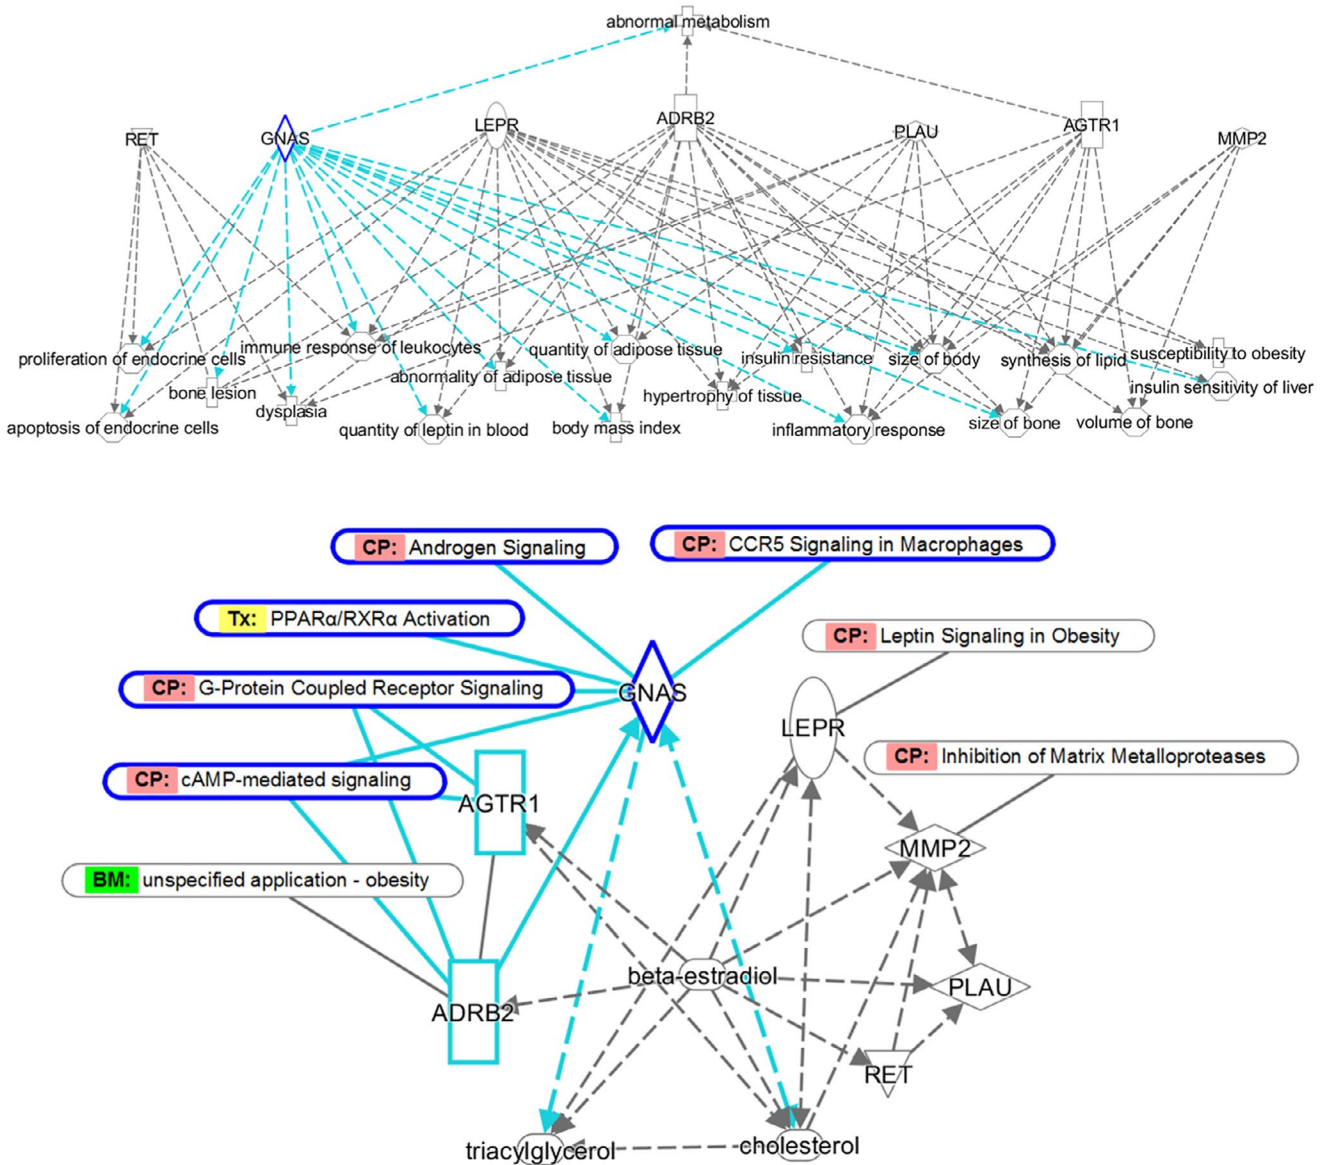 abnormal metabolism
RET
GNAS
LEPR
ADRB2
PLAU
AGTR1
MMP2
proliferation of endocrine cells
immune response of leukocytes
quantity of adipose tissue
insulin resistance
size of body
synthesis of lipid
susceptibility to obesity
bone lesion
dysplasia
abnormality of adipose tissue
hypertrophy of tissue
insulin sensitivity of liver
apoptosis of endocrine cells
quantity of leptin in blood
body mass index
inflammatory response
size of bone
volume of bone
CP: Androgen Signaling
CP: CCR5 Signaling in Macrophages
Tx: PPARα/RXRα Activation
CP: Leptin Signaling in Obesity
CP: G-Protein Coupled Receptor Signaling
GNAS
LEPR
CP: Inhibition of Matrix Metalloproteases
CP: cAMP-mediated signaling
AGTR1
MMP2
BM: unspecified application - obesity
beta-estradiol
PLAU
ADRB2
RET
triacylglycerol
cholesterol